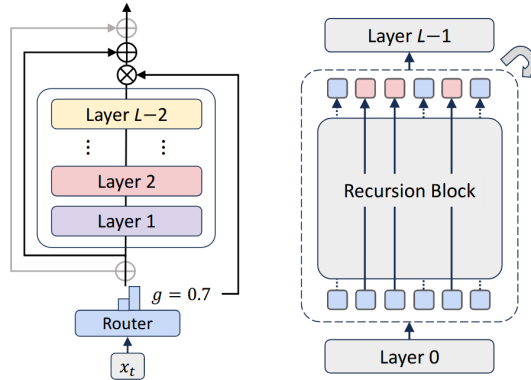 Layer L−2
Layer 2
Layer 1
g = 0.7
Router
x_t
Layer L−1
Recursion Block
Layer 0